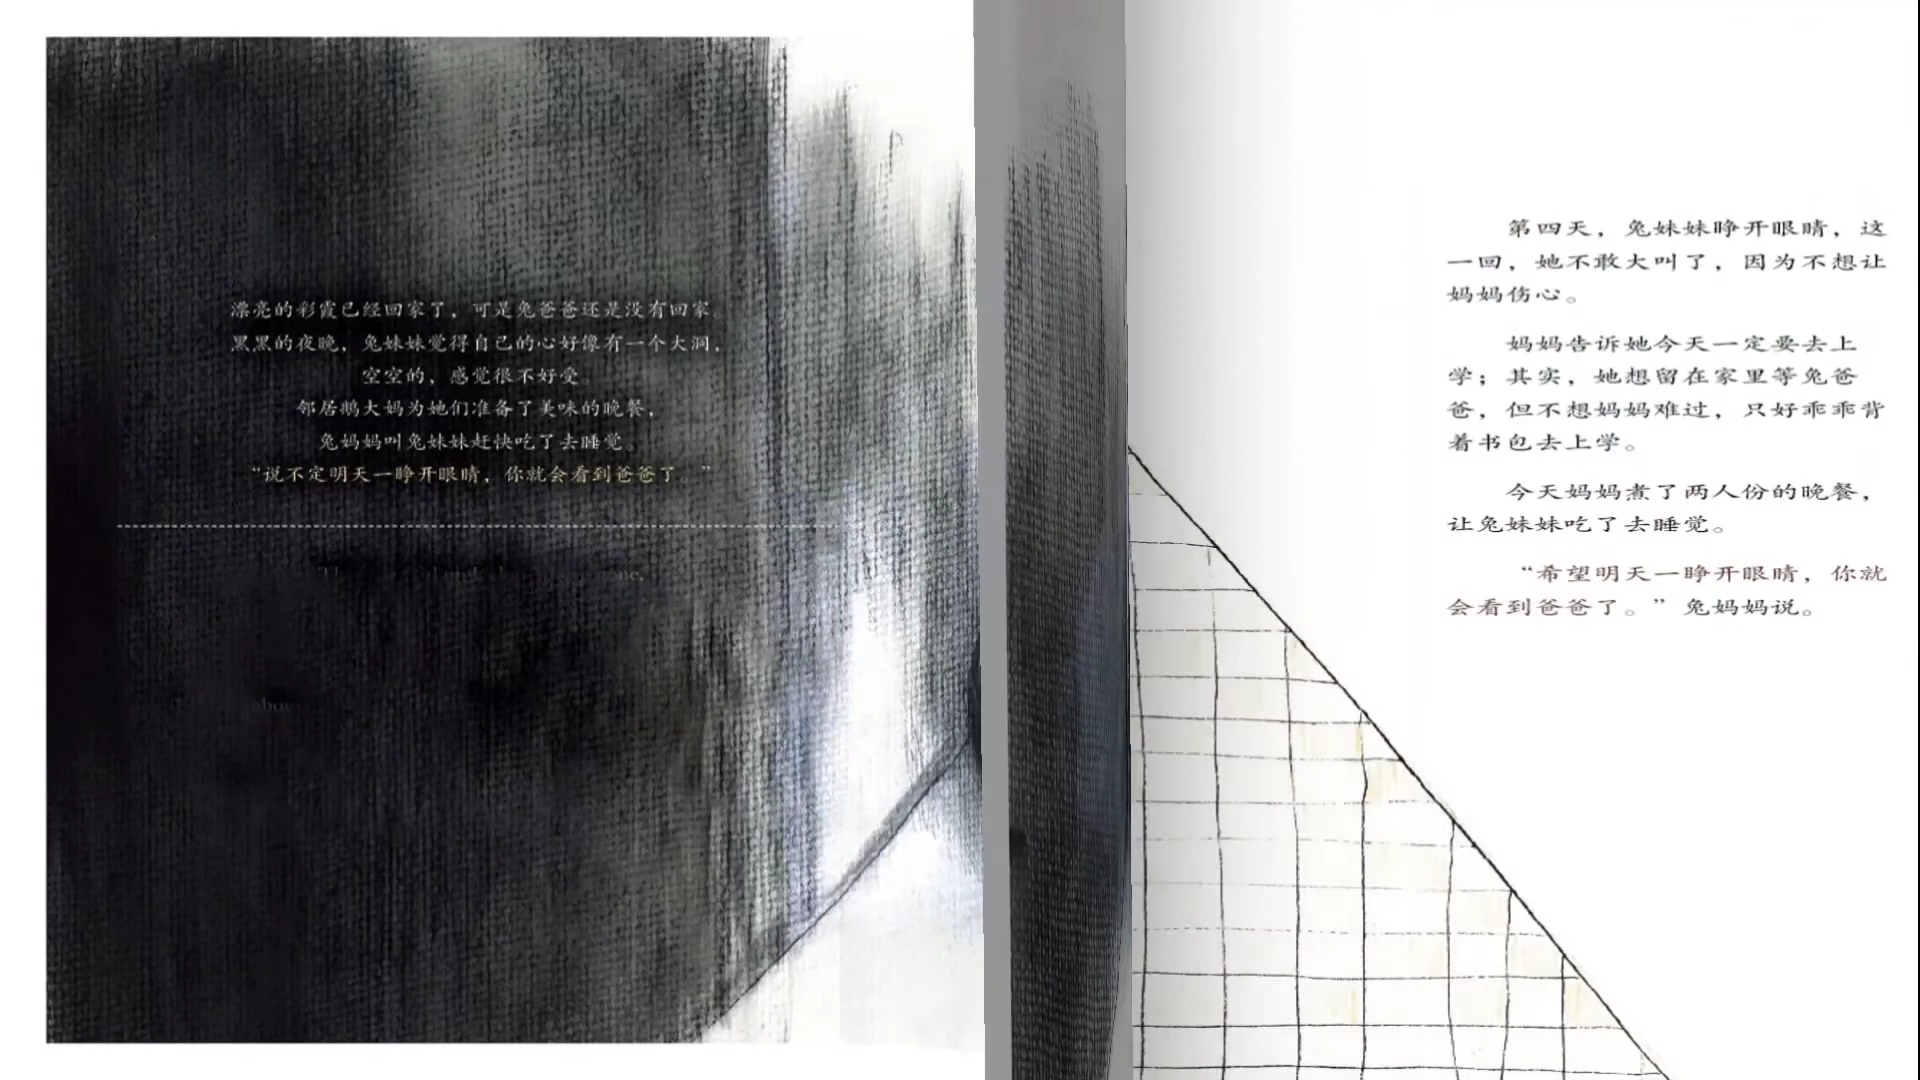 漂亮的彩霞已经回家了，可是兔爸爸还是没有回家。
黑黑的夜晚，兔妹妹觉得自己的心好像有一个大洞，
空空的，感觉很不好受。
邻居鹅大妈为她们准备了美味的晚餐，
兔妈妈叫兔妹妹赶快吃了去睡觉。
“说不定明天一睁开眼睛，你就会看到爸爸了。”
第四天，兔妹妹睁开眼睛，这
一回，她不敢大叫了，因为不想让
妈妈伤心。
妈妈告诉她今天一定要去上
学；其实，她想留在家里等兔爸
爸，但不想妈妈难过，只好乖乖背
着书包去上学。
今天妈妈煮了两人份的晚餐，
让兔妹妹吃了去睡觉。
“希望明天一睁开眼睛，你就
会看到爸爸了。”兔妈妈说。